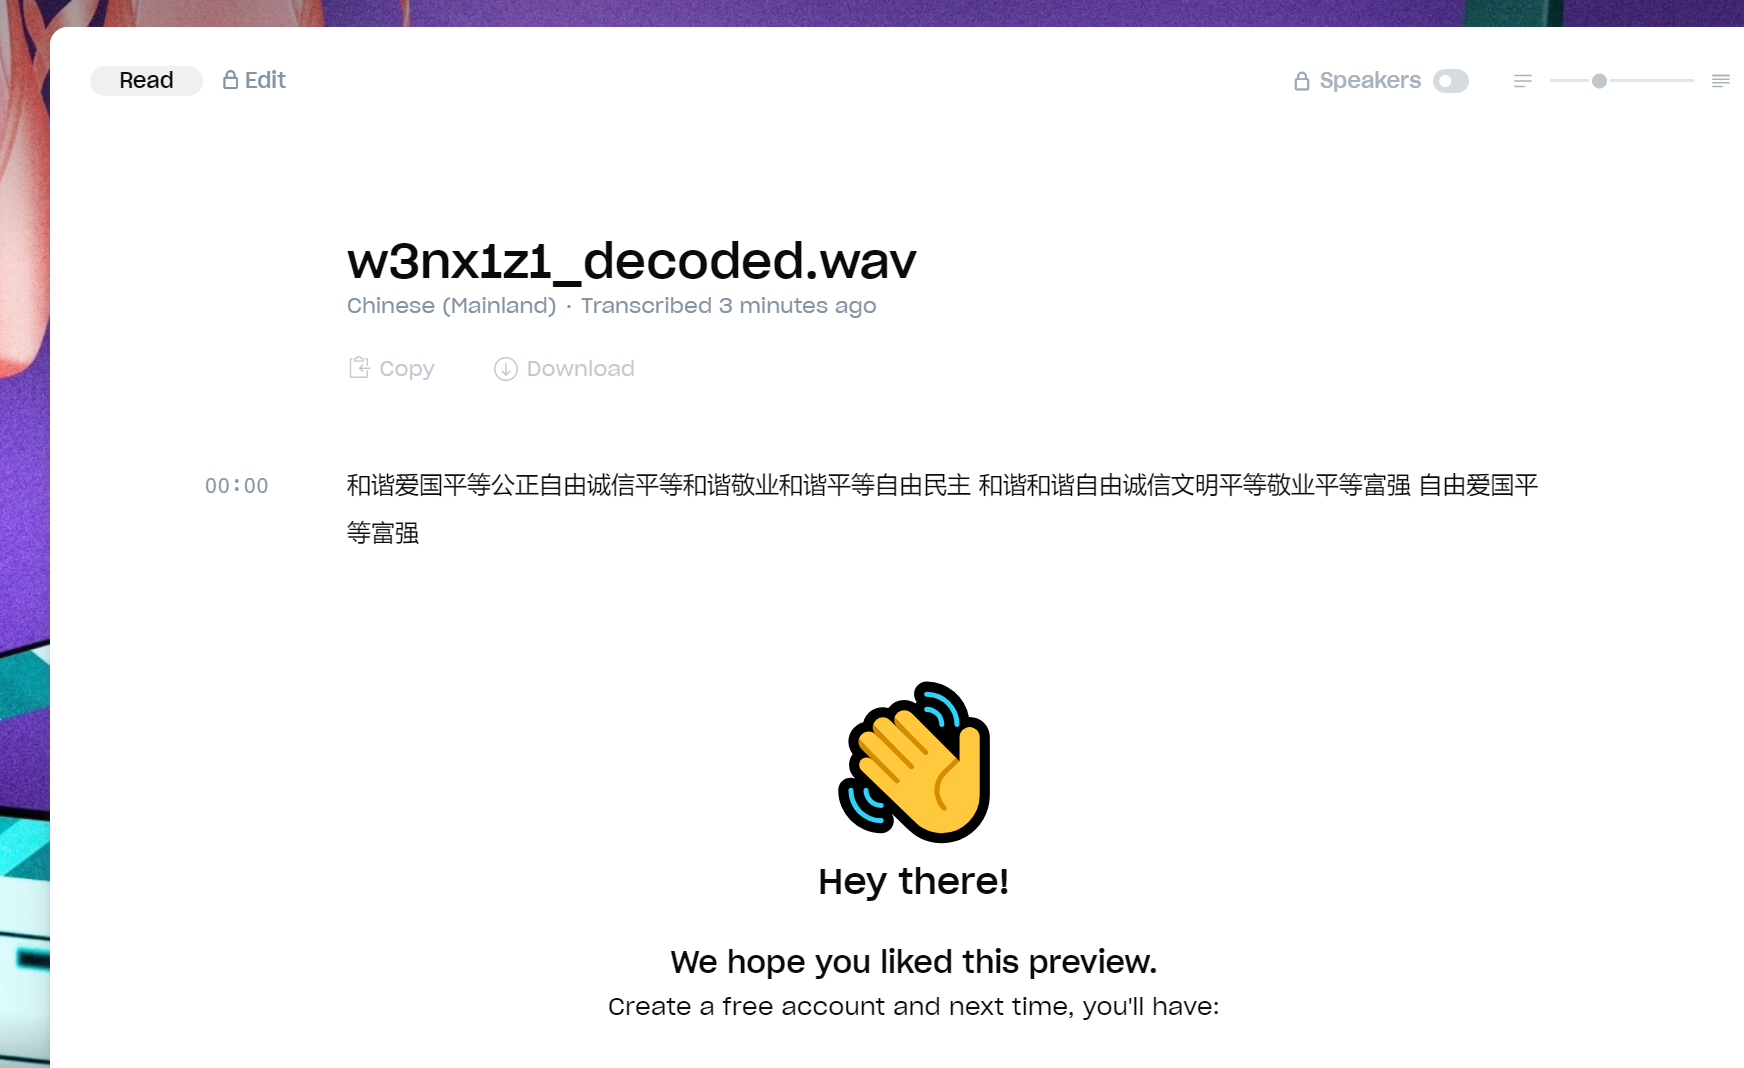 Read Edit Speakers
w3nx1z1_decoded.wav
Chinese (Mainland) · Transcribed 3 minutes ago
Copy Download
00:00 和谐爱国平等公正自由诚信平等和谐敬业和谐平等自由民主 和谐和谐自由诚信文明平等敬业平等富强 自由爱国平
等富强
Hey there!
We hope you liked this preview.
Create a free account and next time, you'll have: